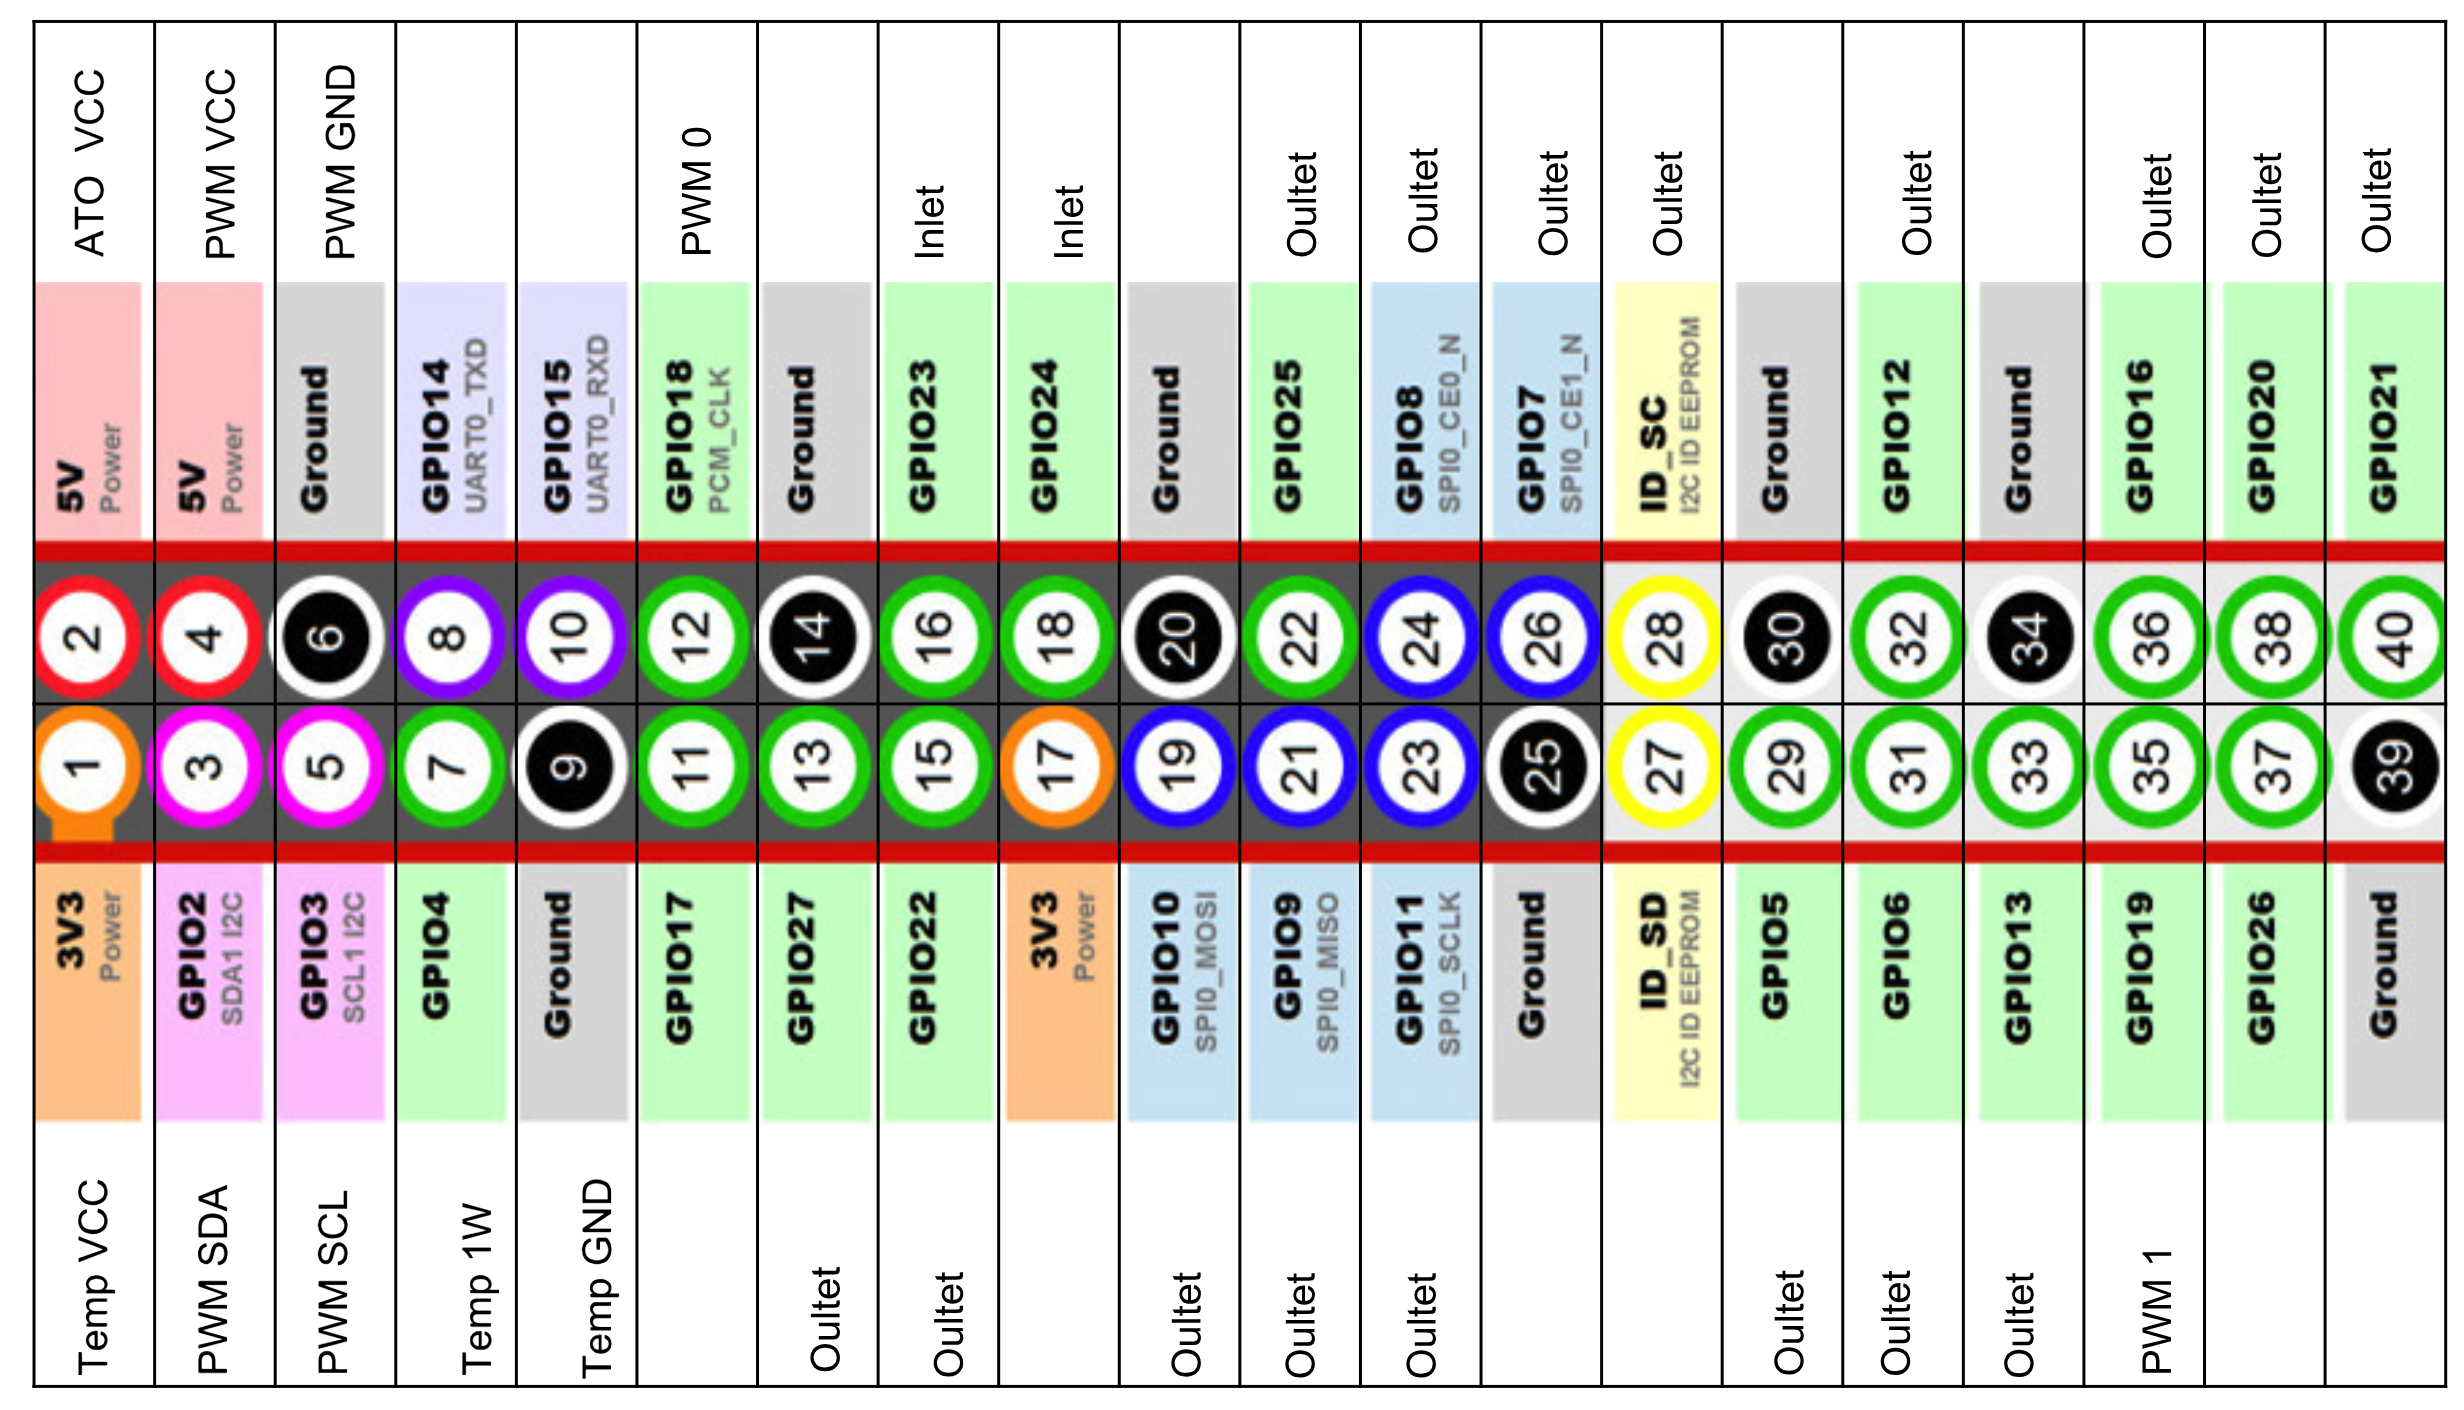 ATO VCC
PWM VCC
PWM GND
PWM 0
Inlet
Inlet
Oultet
Oultet
Oultet
Oultet
Oultet
Oultet
Oultet
Oultet
5V
Power
5V
Power
Ground
GPIO14
UART0_TXD
GPIO15
UART0_RXD
GPIO18
PCM_CLK
Ground
GPIO23
GPIO24
Ground
GPIO25
GPIO8
SPI0_CE0_N
GPIO7
SPI0_CE1_N
ID_SC
I2C ID EEPROM
Ground
GPIO12
Ground
GPIO16
GPIO20
GPIO21
2
4
6
8
10
12
14
16
18
20
22
24
26
28
30
32
34
36
38
40
1
3
5
7
9
11
13
15
17
19
21
23
25
27
29
31
33
35
37
39
3V3
Power
GPIO2
SDA1 I2C
GPIO3
SCL1 I2C
GPIO4
Ground
GPIO17
GPIO27
GPIO22
3V3
Power
GPIO10
SPI0_MOSI
GPIO9
SPI0_MISO
GPIO11
SPI0_SCLK
Ground
ID_SD
I2C ID EEPROM
GPIO5
GPIO6
GPIO13
GPIO19
GPIO26
Ground
Temp VCC
PWM SDA
PWM SCL
Temp 1W
Temp GND
Oultet
Oultet
Oultet
Oultet
Oultet
Oultet
Oultet
Oultet
PWM 1